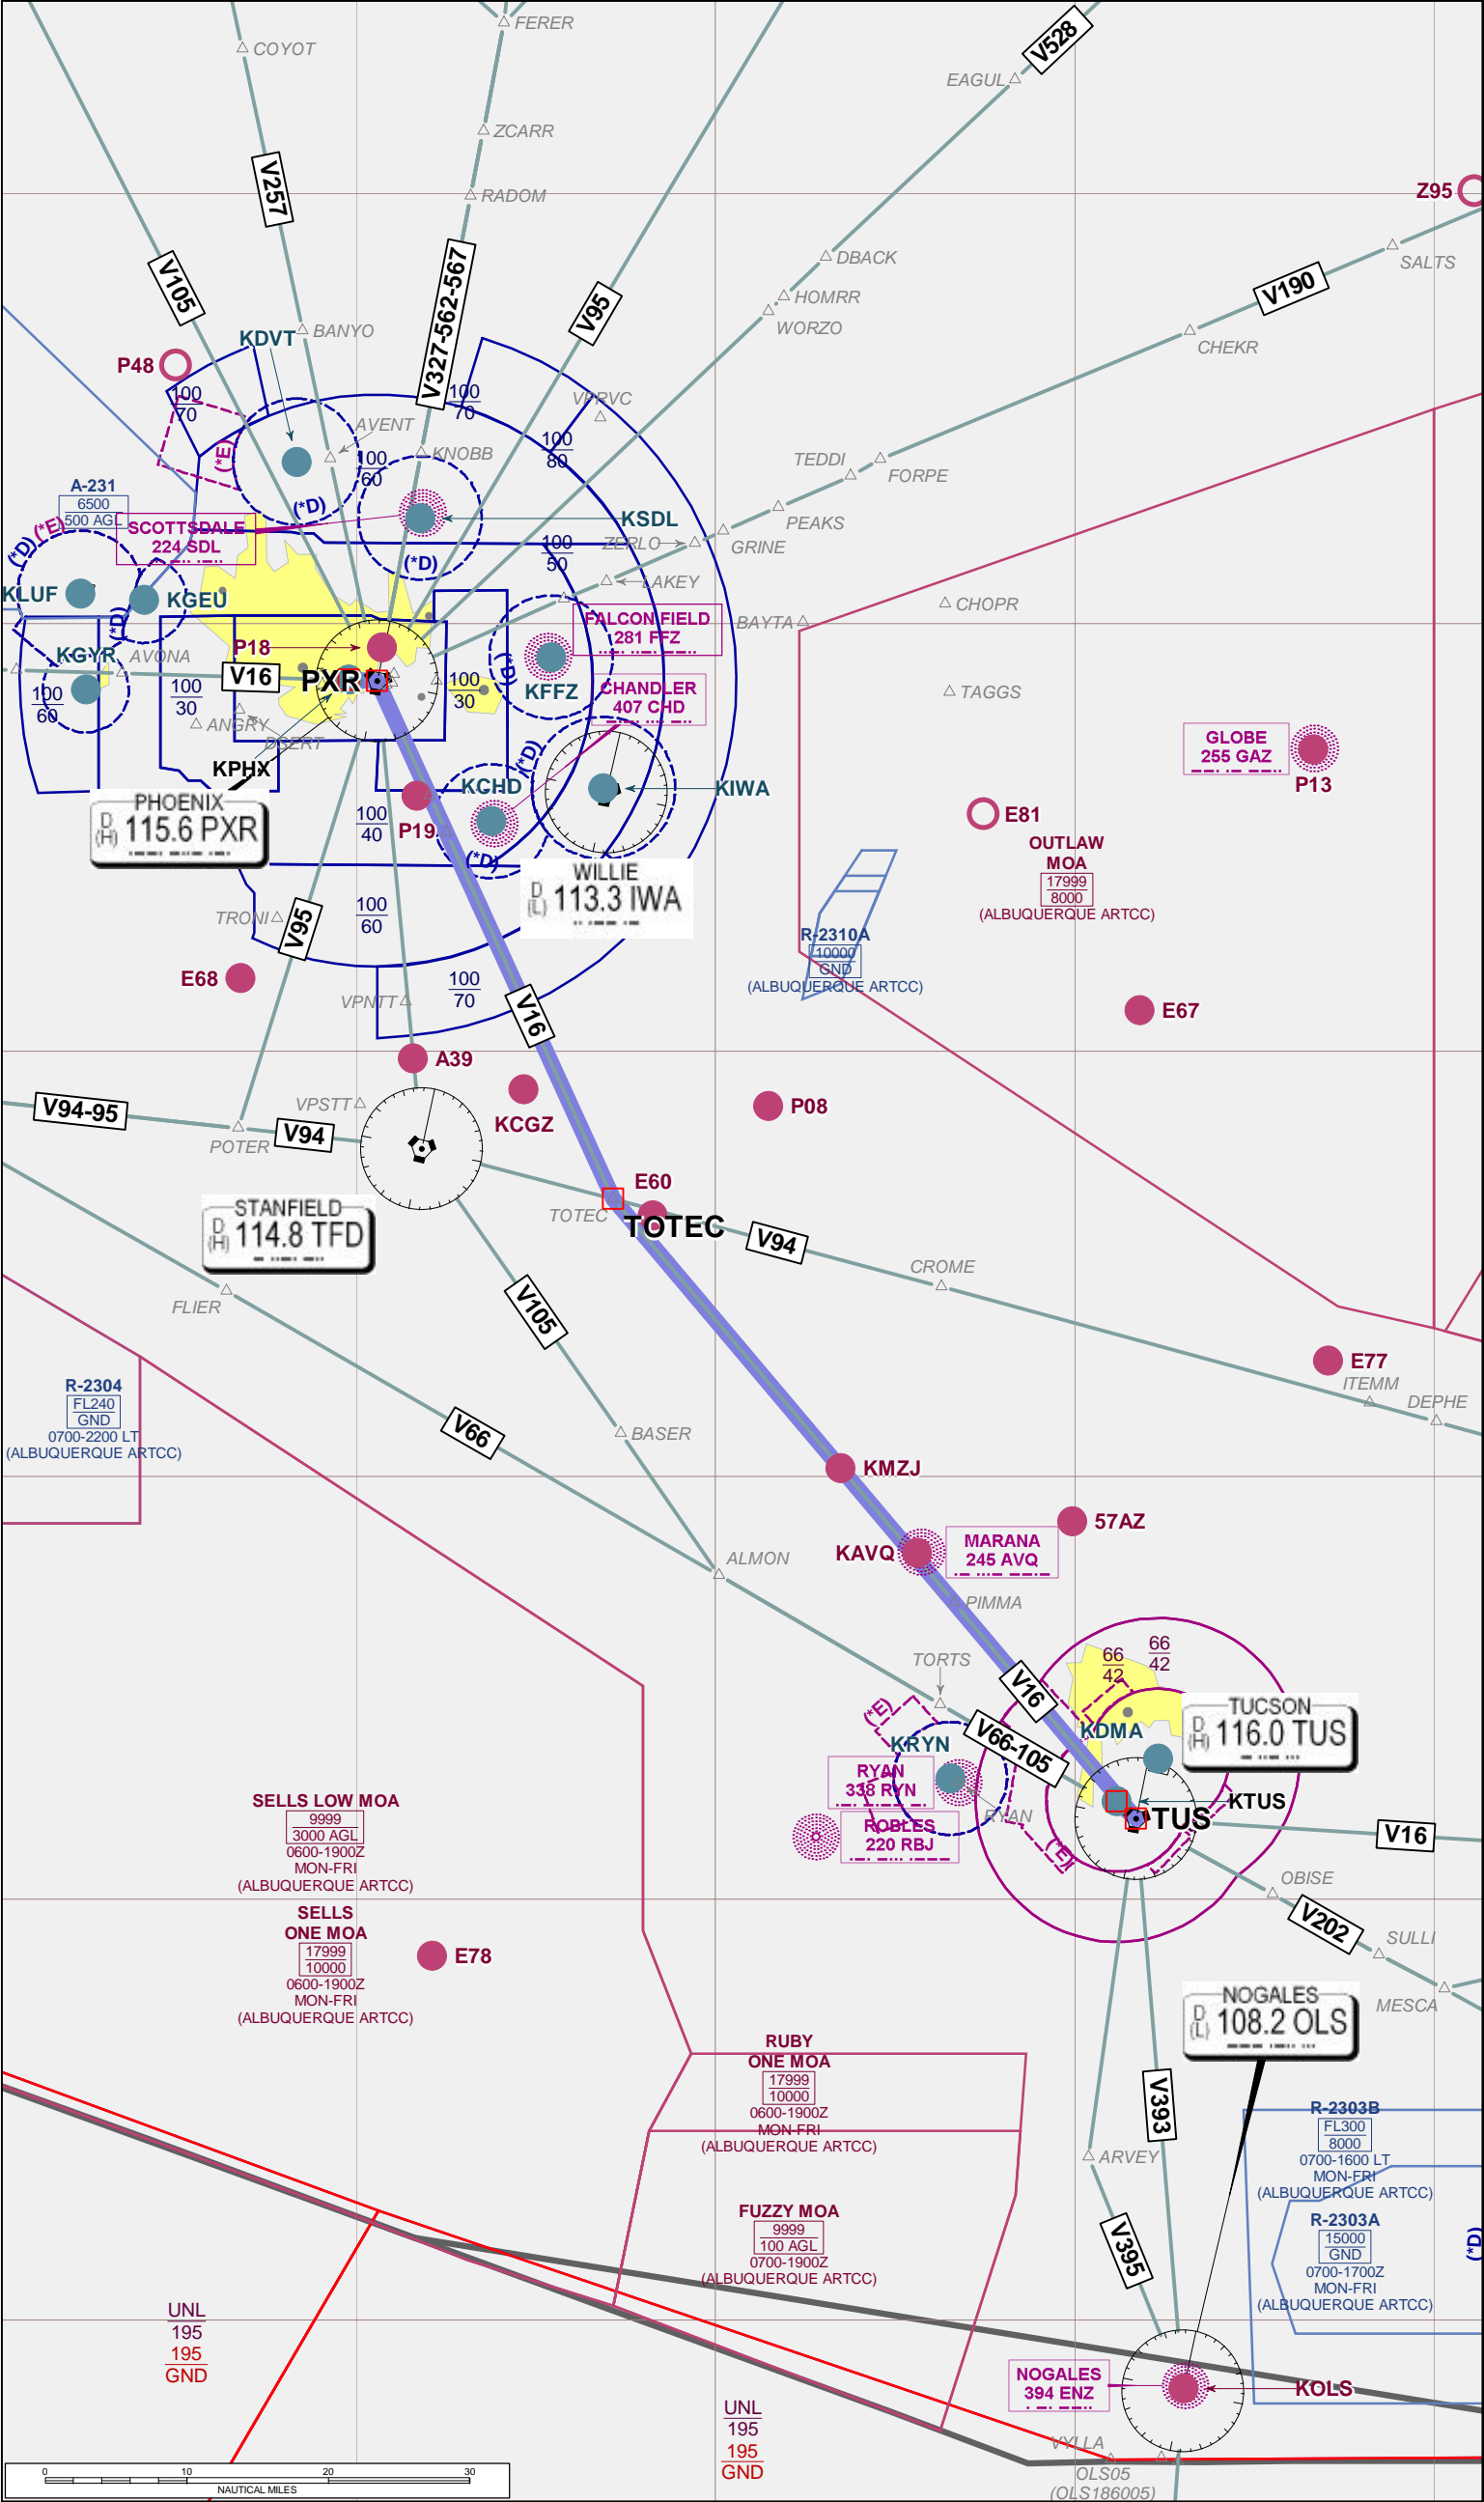 FERER
COYOT
V528
EAGUL
ZCARR
V257
RADOM
Z95
SALTS
V105
V327-562-567
DBACK
V190
HOMRR
V95
WORZO
BANYO
KDVT
CHEKR
P48
100
70
100
70
VPRVC
AVENT
100
80
KNOBB
(*E)
100
60
TEDDI
FORPE
A-231
6500
500 AGL
(*D)
PEAKS
KSDL
SCOTTSDALE
224 SDL
(*E)
(*D)
ZERLO
GRINE
100
50
(*D)
LAKEY
KLUF
KGEU
CHOPR
FALCON FIELD
281 FFZ
BAYTA
(*D)
P18
KGYR
AVONA
V16
PXR
(*D)
KFFZ
CHANDLER
407 CHD
TAGGS
100
60
100
30
100
30
ANGRY
DSERT
GLOBE
255 GAZ
P13
KPHX
(*D)
KCHD
KIWA
PHOENIX
D
(H) 115.6 PXR
P19
100
40
E81
OUTLAW
MOA
17999
8000
(ALBUQUERQUE ARTCC)
(*D)
WILLIE
D
(L) 113.3 IWA
100
60
TRONI
V95
R-2310A
10000
GND
(ALBUQUERQUE ARTCC)
E68
100
70
VPNTT
V16
E67
A39
V94-95
VPSTT
KCGZ
P08
V94
POTER
E60
TOTEC
TOTEC
STANFIELD
D
(H) 114.8 TFD
V94
CROME
FLIER
V105
E77
ITEMM
DEPHE
R-2304
FL240
GND
0700-2200 LT
(ALBUQUERQUE ARTCC)
V66
BASER
KMZJ
57AZ
KAVQ
MARANA
245 AVQ
ALMON
PIMMA
TORTS
66
42
66
42
V16
(*E)
KDMA
TUCSON
D
(H) 116.0 TUS
KRYN
V66-105
RYAN
338 RYN
RYAN
KTUS
TUS
ROBLES
220 RBJ
(*E)
V16
SELLS LOW MOA
9999
3000 AGL
0600-1900Z
MON-FRI
(ALBUQUERQUE ARTCC)
OBISE
V202
SULLI
SELLS
ONE MOA
17999
10000
0600-1900Z
MON-FRI
(ALBUQUERQUE ARTCC)
E78
MESCA
NOGALES
D
(L) 108.2 OLS
RUBY
ONE MOA
17999
10000
0600-1900Z
MON-FRI
(ALBUQUERQUE ARTCC)
V393
R-2303B
FL300
8000
0700-1600 LT
MON-FRI
(ALBUQUERQUE ARTCC)
ARVEY
FUZZY MOA
9999
100 AGL
0700-1900Z
(ALBUQUERQUE ARTCC)
R-2303A
15000
GND
0700-1700Z
MON-FRI
(ALBUQUERQUE ARTCC)
(*D)
V395
UNL
195
195
GND
NOGALES
394 ENZ
KOLS
UNL
195
195
GND
VYLLA
OLS05
(OLS186005)
0 10 20 30
NAUTICAL MILES